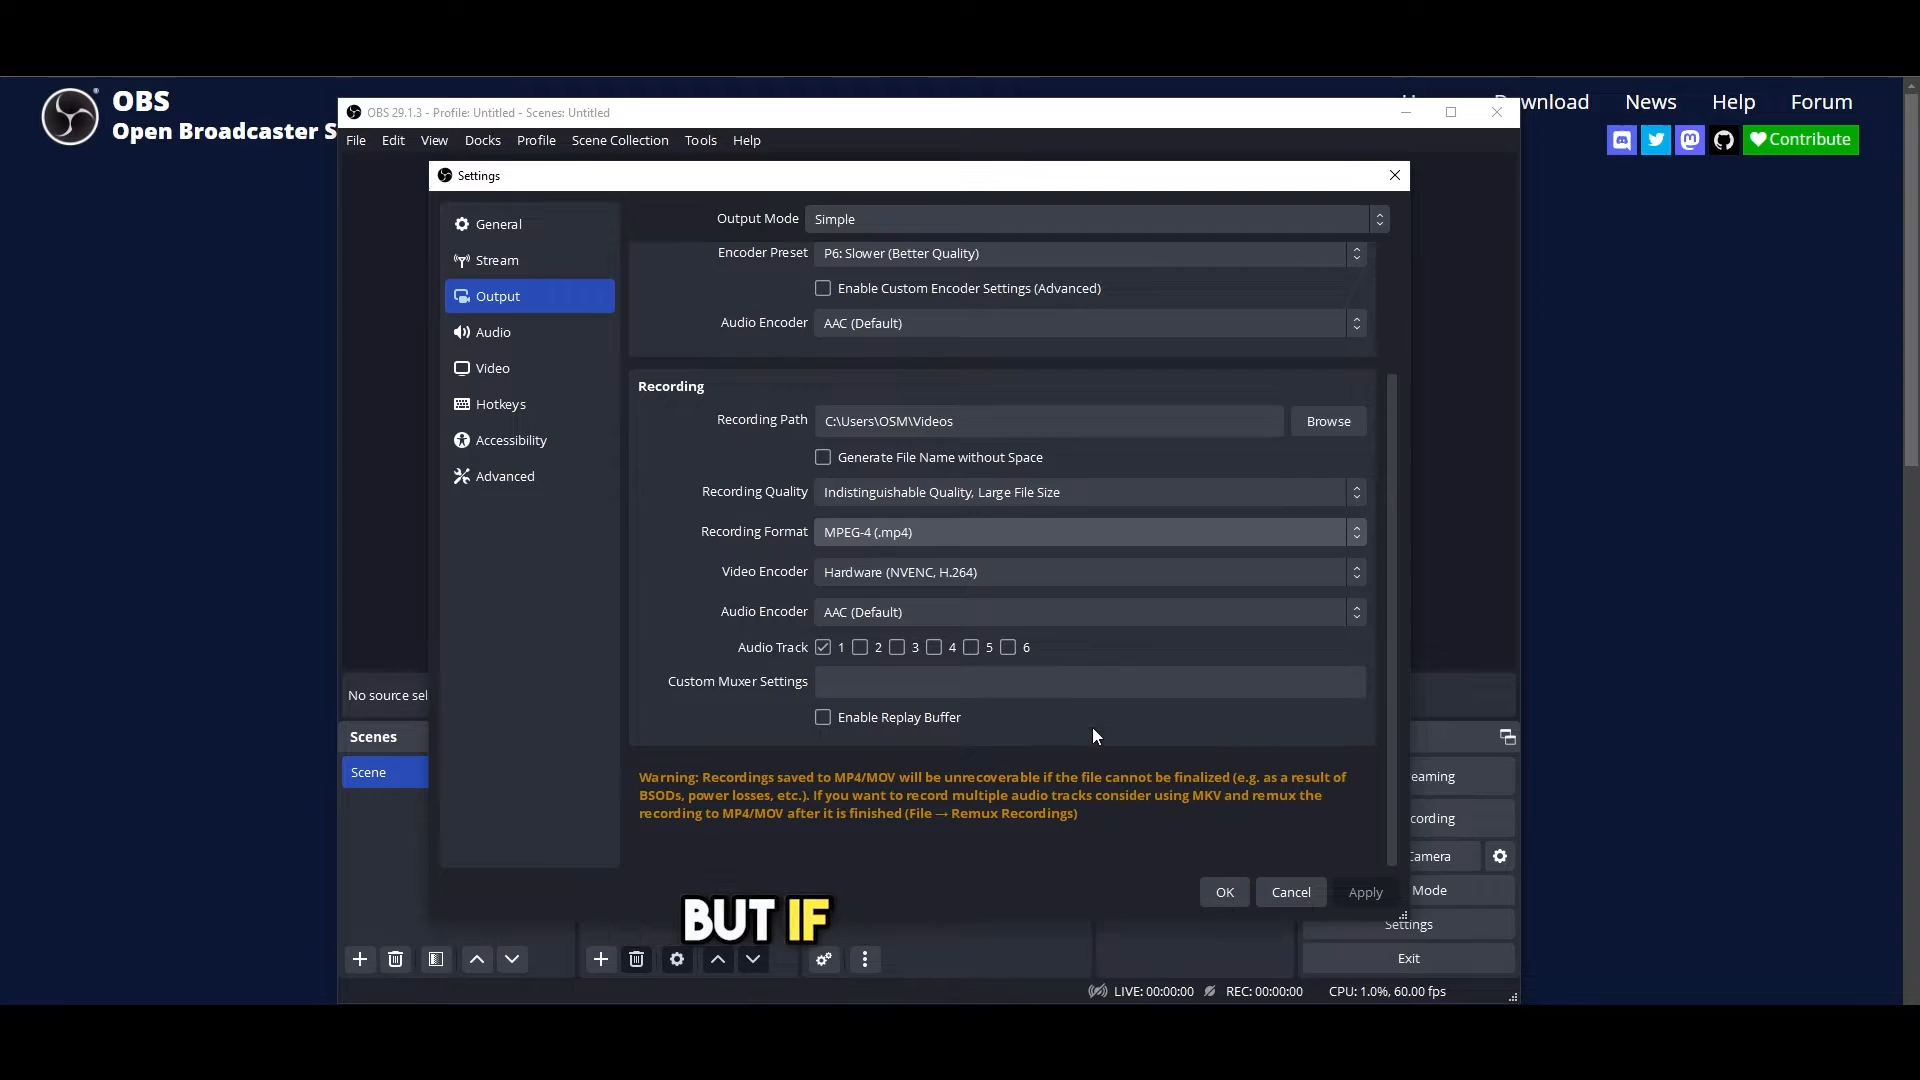 OBS
Open Broadcaster S
Download
News
Help
Forum
Contribute
OBS 29.1.3 - Profile: Untitled - Scenes: Untitled
File Edit View Docks Profile Scene Collection Tools Help
Settings
General
Stream
Output
Audio
Video
Hotkeys
Accessibility
Advanced
Output Mode Simple
Encoder Preset P6: Slower (Better Quality)
Enable Custom Encoder Settings (Advanced)
Audio Encoder AAC (Default)
Recording
Recording Path C:\Users\OSM\Videos Browse
Generate File Name without Space
Recording Quality Indistinguishable Quality, Large File Size
Recording Format MPEG-4 (.mp4)
Video Encoder Hardware (NVENC, H.264)
Audio Encoder AAC (Default)
Audio Track 1 2 3 4 5 6
Custom Muxer Settings
Enable Replay Buffer
Warning: Recordings saved to MP4/MOV will be unrecoverable if the file cannot be finalized (e.g. as a result of
BSODs, power losses, etc.). If you want to record multiple audio tracks consider using MKV and remux the
recording to MP4/MOV after it is finished (File → Remux Recordings)
OK Cancel Apply
No source sel
Scenes
Scene
eaming
cording
Camera
Mode
Settings
Exit
BUT IF
LIVE: 00:00:00 REC: 00:00:00 CPU: 1.0%, 60.00 fps